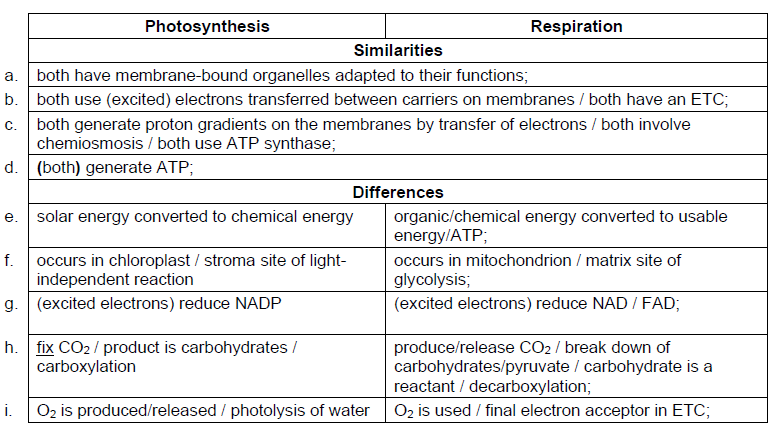 Photosynthesis Respiration
Similarities
a. both have membrane-bound organelles adapted to their functions;
b. both use (excited) electrons transferred between carriers on membranes / both have an ETC;
c. both generate proton gradients on the membranes by transfer of electrons / both involve
chemiosmosis / both use ATP synthase;
d. (both) generate ATP;
Differences
e. solar energy converted to chemical energy
organic/chemical energy converted to usable
energy/ATP;
f. occurs in chloroplast / stroma site of light-
independent reaction
occurs in mitochondrion / matrix site of
glycolysis;
g. (excited electrons) reduce NADP
(excited electrons) reduce NAD / FAD;
h. fix CO₂ / product is carbohydrates /
carboxylation
produce/release CO₂ / break down of
carbohydrates/pyruvate / carbohydrate is a
reactant / decarboxylation;
i. O₂ is produced/released / photolysis of water
O₂ is used / final electron acceptor in ETC;